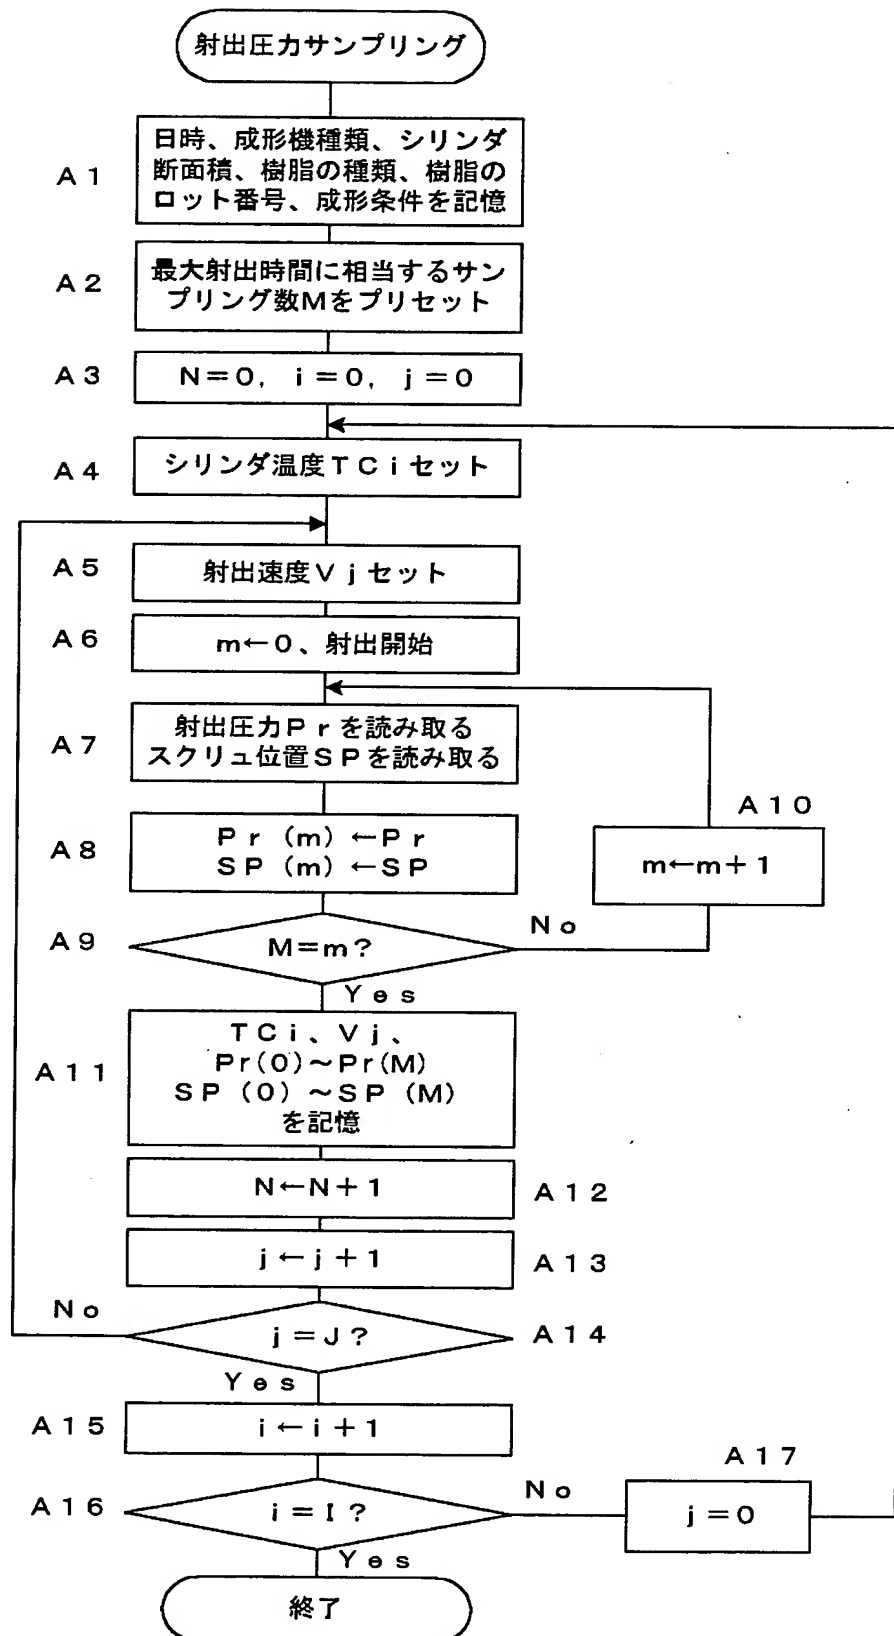 射出圧力サンプリング
A1
日時、成形機種類、シリンダ
断面積、樹脂の種類、樹脂の
ロット番号、成形条件を記憶
A2
最大射出時間に相当するサン
プリング数Mをプリセット
A3
N=0, i=0, j=0
A4
シリンダ温度TCiセット
A5
射出速度Vjセット
A6
m←0、射出開始
A7
射出圧力Prを読み取る
スクリュ位置SPを読み取る
A8
Pr (m) ←Pr
SP (m) ←SP
A10
m←m+1
A9
M=m?
No
Yes
A11
TCi、Vj、
Pr(0)~Pr(M)
SP (0) ~SP (M)
を記憶
N←N+1
A12
j←j+1
A13
No
j=J?
A14
Yes
A15
i←i+1
A16
i=I?
No
A17
j=0
Yes
終了